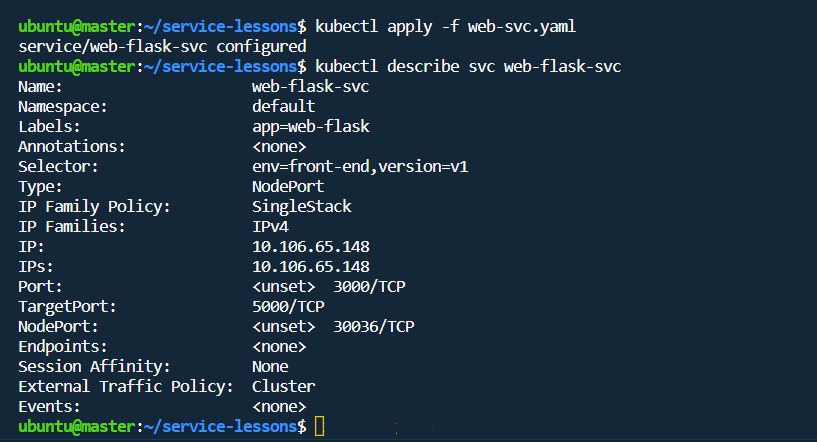 ubuntu@master:~/service-lessons$ kubectl apply -f web-svc.yaml
service/web-flask-svc configured
ubuntu@master:~/service-lessons$ kubectl describe svc web-flask-svc
Name:                     web-flask-svc
Namespace:                default
Labels:                   app=web-flask
Annotations:              <none>
Selector:                 env=front-end,version=v1
Type:                     NodePort
IP Family Policy:         SingleStack
IP Families:              IPv4
IP:                       10.106.65.148
IPs:                      10.106.65.148
Port:                     <unset>  3000/TCP
TargetPort:               5000/TCP
NodePort:                 <unset>  30036/TCP
Endpoints:                <none>
Session Affinity:         None
External Traffic Policy:  Cluster
Events:                   <none>
ubuntu@master:~/service-lessons$